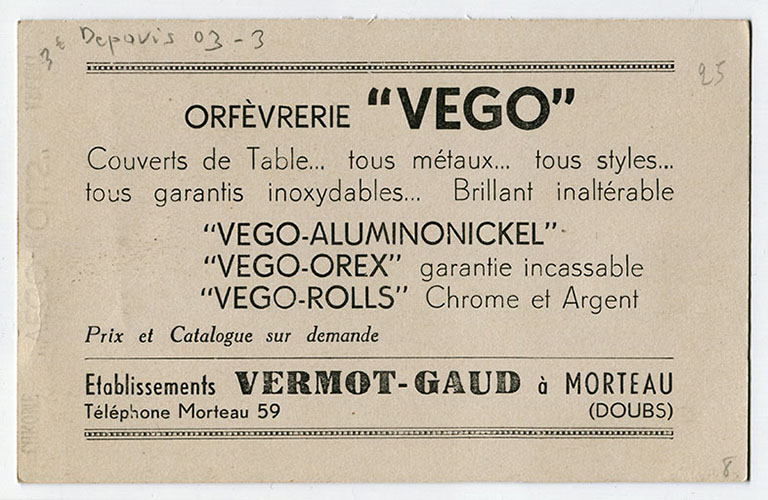 3e Depuis 03-3
25
ORFÈVRERIE "VEGO"
Couverts de Table... tous métaux... tous styles...
tous garantis inoxydables... Brillant inaltérable
"VEGO-ALUMINONICKEL"
"VEGO-OREX" garantie incassable
"VEGO-ROLLS" Chrome et Argent
Prix et Catalogue sur demande
Etablissements VERMOT-GAUD à MORTEAU
Téléphone Morteau 59 (DOUBS)
8